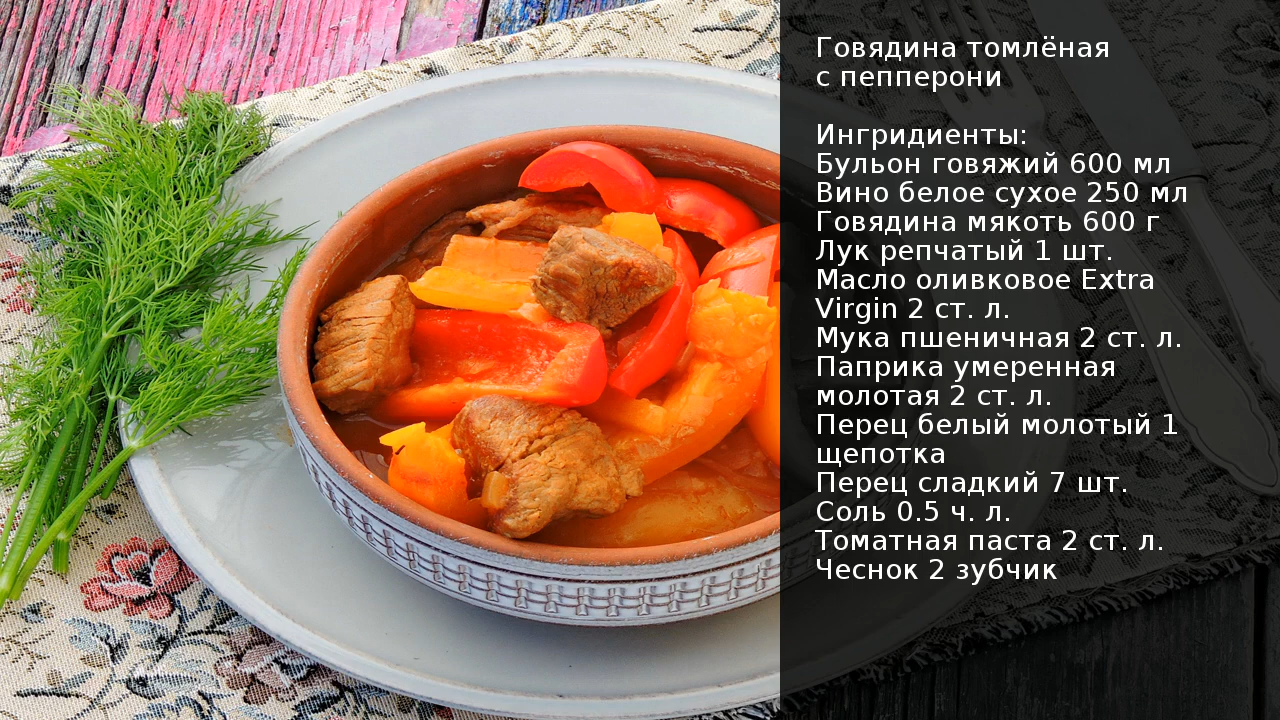 Говядина томлёная
с пепперони
Ингридиенты:
Бульон говяжий 600 мл
Вино белое сухое 250 мл
Говядина мякоть 600 г
Лук репчатый 1 шт.
Масло оливковое Extra
Virgin 2 ст. л.
Мука пшеничная 2 ст. л.
Паприка умеренная
молотая 2 ст. л.
Перец белый молотый 1
щепотка
Перец сладкий 7 шт.
Соль 0.5 ч. л.
Томатная паста 2 ст. л.
Чеснок 2 зубчик